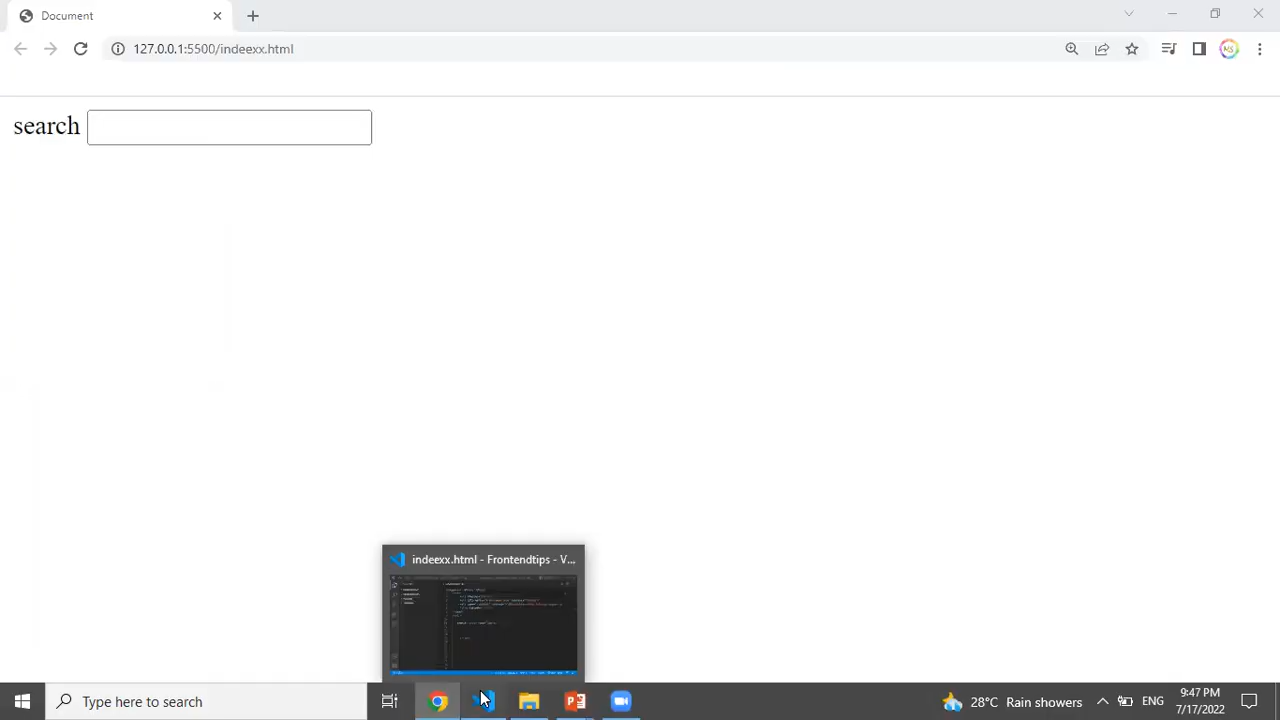 Document
127.0.0.1:5500/indeexx.html
MS
search
indeexx.html - Frontendtips - V...
Type here to search
28°C Rain showers
ENG
9:47 PM
7/17/2022